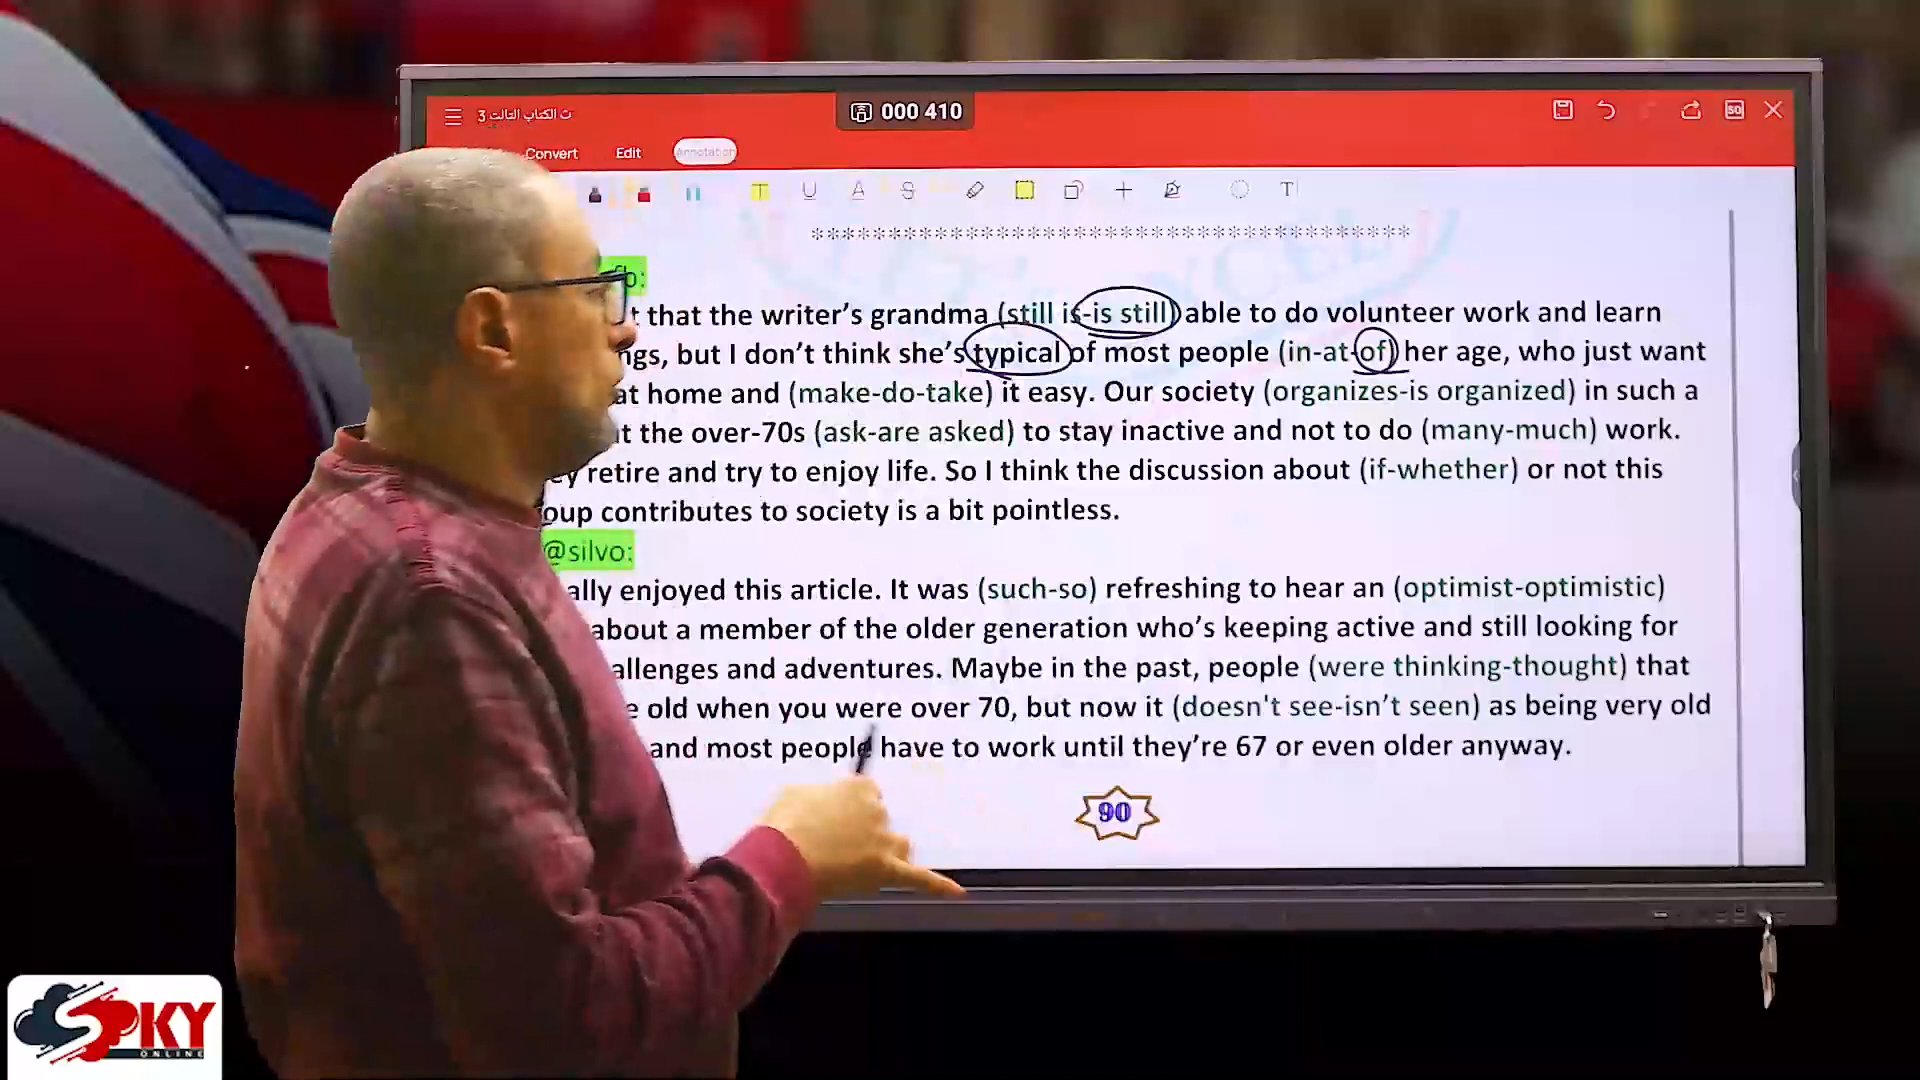 3 ث الكتاب التالت
000 410
Convert Edit Annotation
****************************************
fb:
that the writer’s grandma (still is-is still) able to do volunteer work and learn
ngs, but I don’t think she’s typical of most people (in-at-of) her age, who just want
at home and (make-do-take) it easy. Our society (organizes-is organized) in such a
t the over-70s (ask-are asked) to stay inactive and not to do (many-much) work.
ey retire and try to enjoy life. So I think the discussion about (if-whether) or not this
oup contributes to society is a bit pointless.
@silvo:
ally enjoyed this article. It was (such-so) refreshing to hear an (optimist-optimistic)
about a member of the older generation who’s keeping active and still looking for
allenges and adventures. Maybe in the past, people (were thinking-thought) that
e old when you were over 70, but now it (doesn't see-isn’t seen) as being very old
and most people have to work until they’re 67 or even older anyway.
90
SPKY
ONLINE